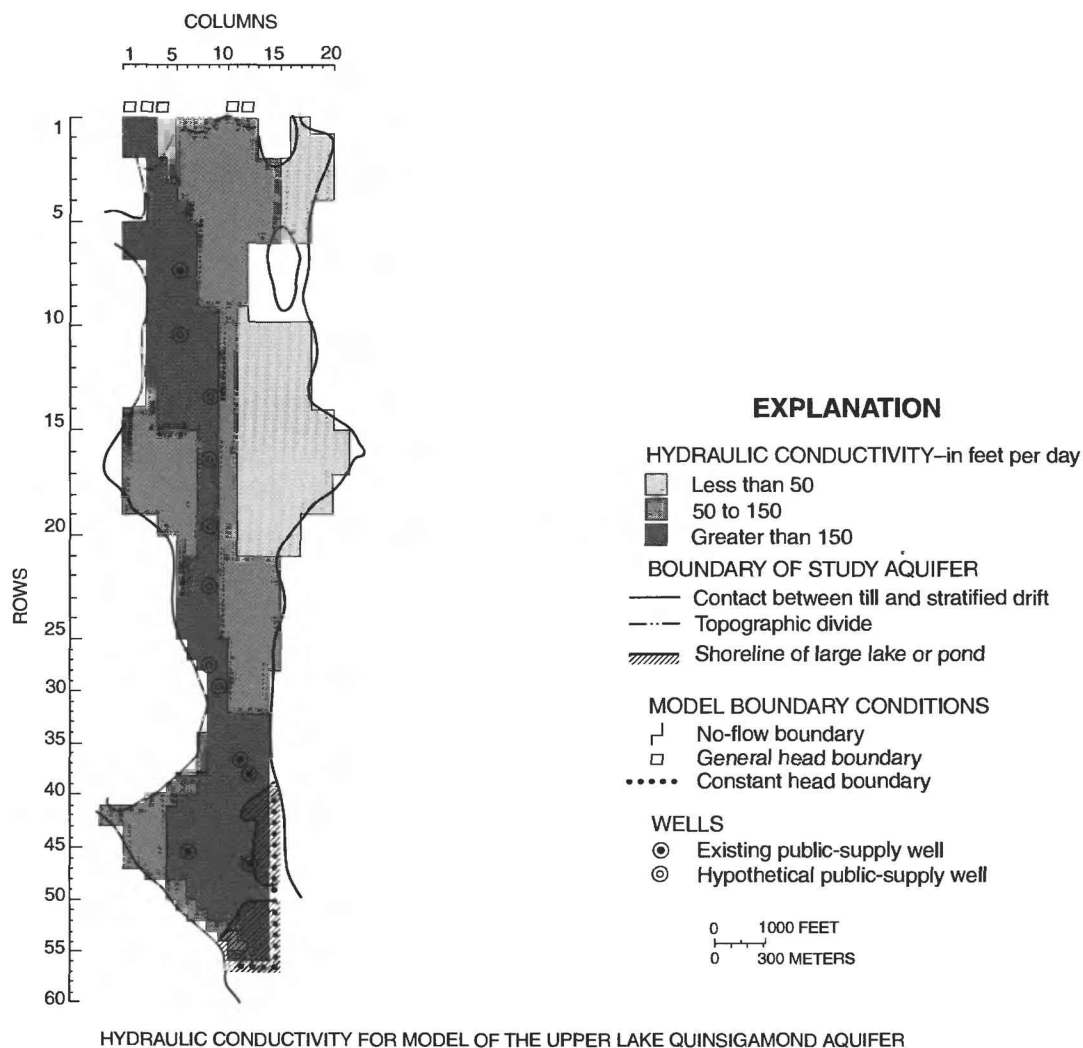 COLUMNS
1 5 10 15 20
1
5
10
15
20
25
30
35
40
45
50
55
60
ROWS
EXPLANATION
HYDRAULIC CONDUCTIVITY–in feet per day
Less than 50
50 to 150
Greater than 150
BOUNDARY OF STUDY AQUIFER
Contact between till and stratified drift
Topographic divide
Shoreline of large lake or pond
MODEL BOUNDARY CONDITIONS
No-flow boundary
General head boundary
Constant head boundary
WELLS
Existing public-supply well
Hypothetical public-supply well
0 1000 FEET
0 300 METERS
HYDRAULIC CONDUCTIVITY FOR MODEL OF THE UPPER LAKE QUINSIGAMOND AQUIFER